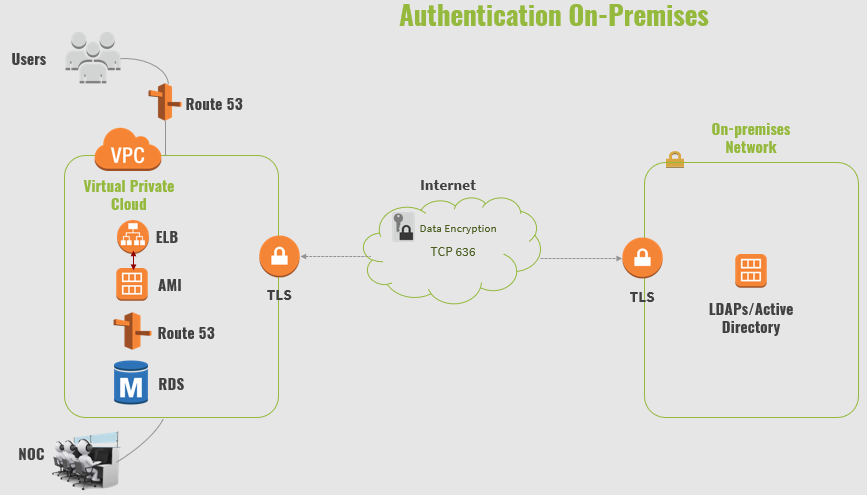 Authentication On-Premises
Users
Route 53
VPC
Virtual Private
Cloud
ELB
AMI
Route 53
M
RDS
NOC
TLS
Internet
Data Encryption
TCP 636
TLS
On-premises
Network
LDAPs/Active
Directory